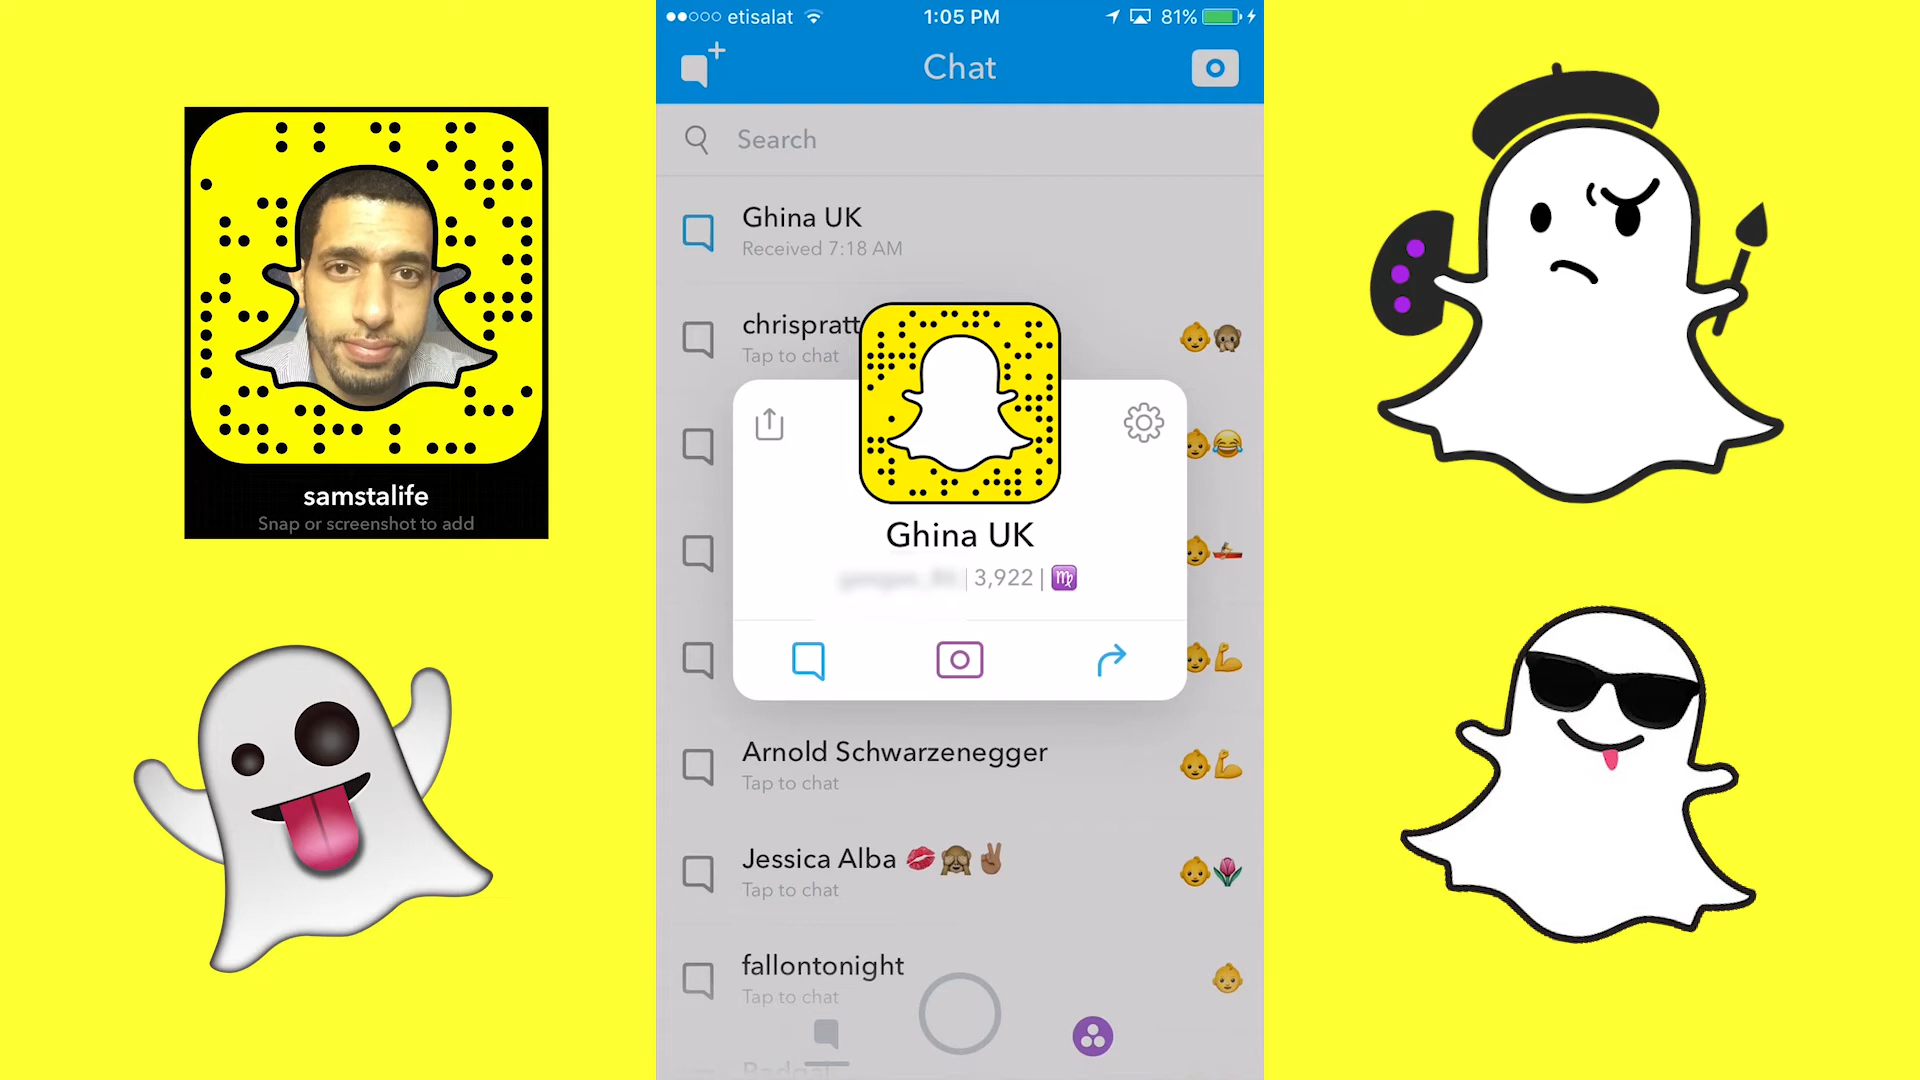 etisalat 1:05 PM 81%
Chat
Search
Ghina UK
Received 7:18 AM
chrispratt
Tap to chat
Ghina UK
| 3,922 | ♍
Arnold Schwarzenegger
Tap to chat
Jessica Alba 💋🙈✌🏾
Tap to chat
fallontonight
Tap to chat
samstalife
Snap or screenshot to add